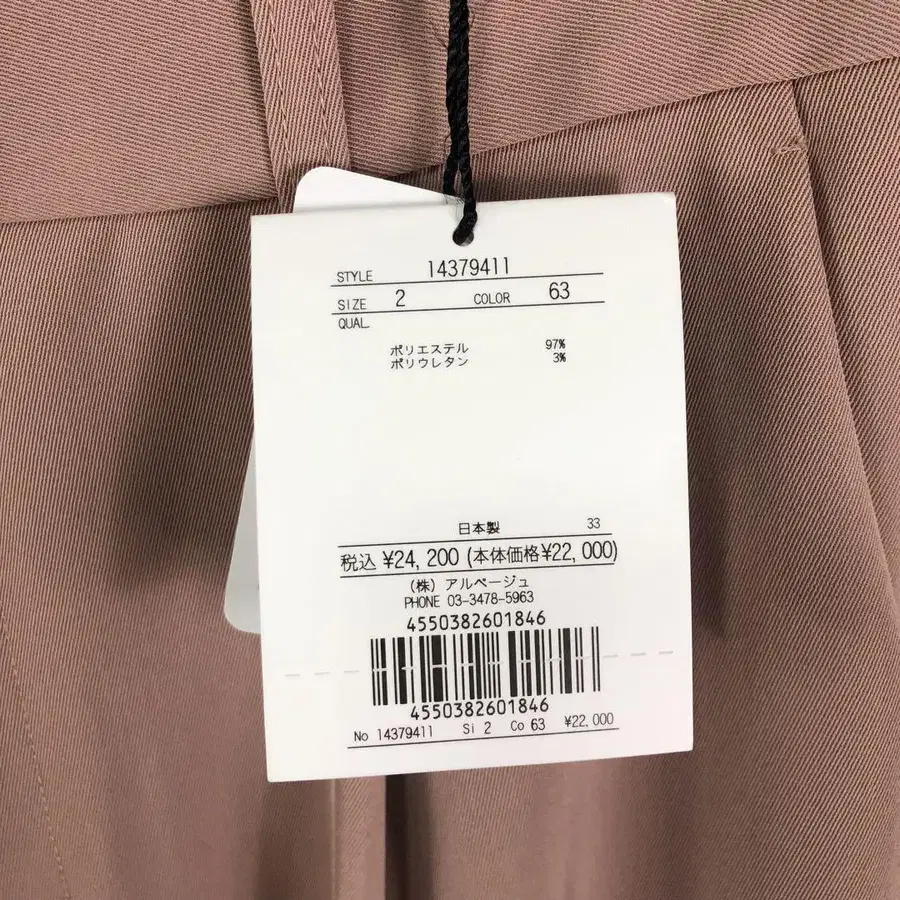 STYLE 14379411
SIZE 2 COLOR 63
QUAL.
ポリエステル 97%
ポリウレタン 3%
日本製 33
税込 ¥24,200 (本体価格¥22,000)
(株) アルページュ
PHONE 03-3478-5963
4550382601846
4550382601846
No 14379411 Si 2 Co 63 ¥22,000